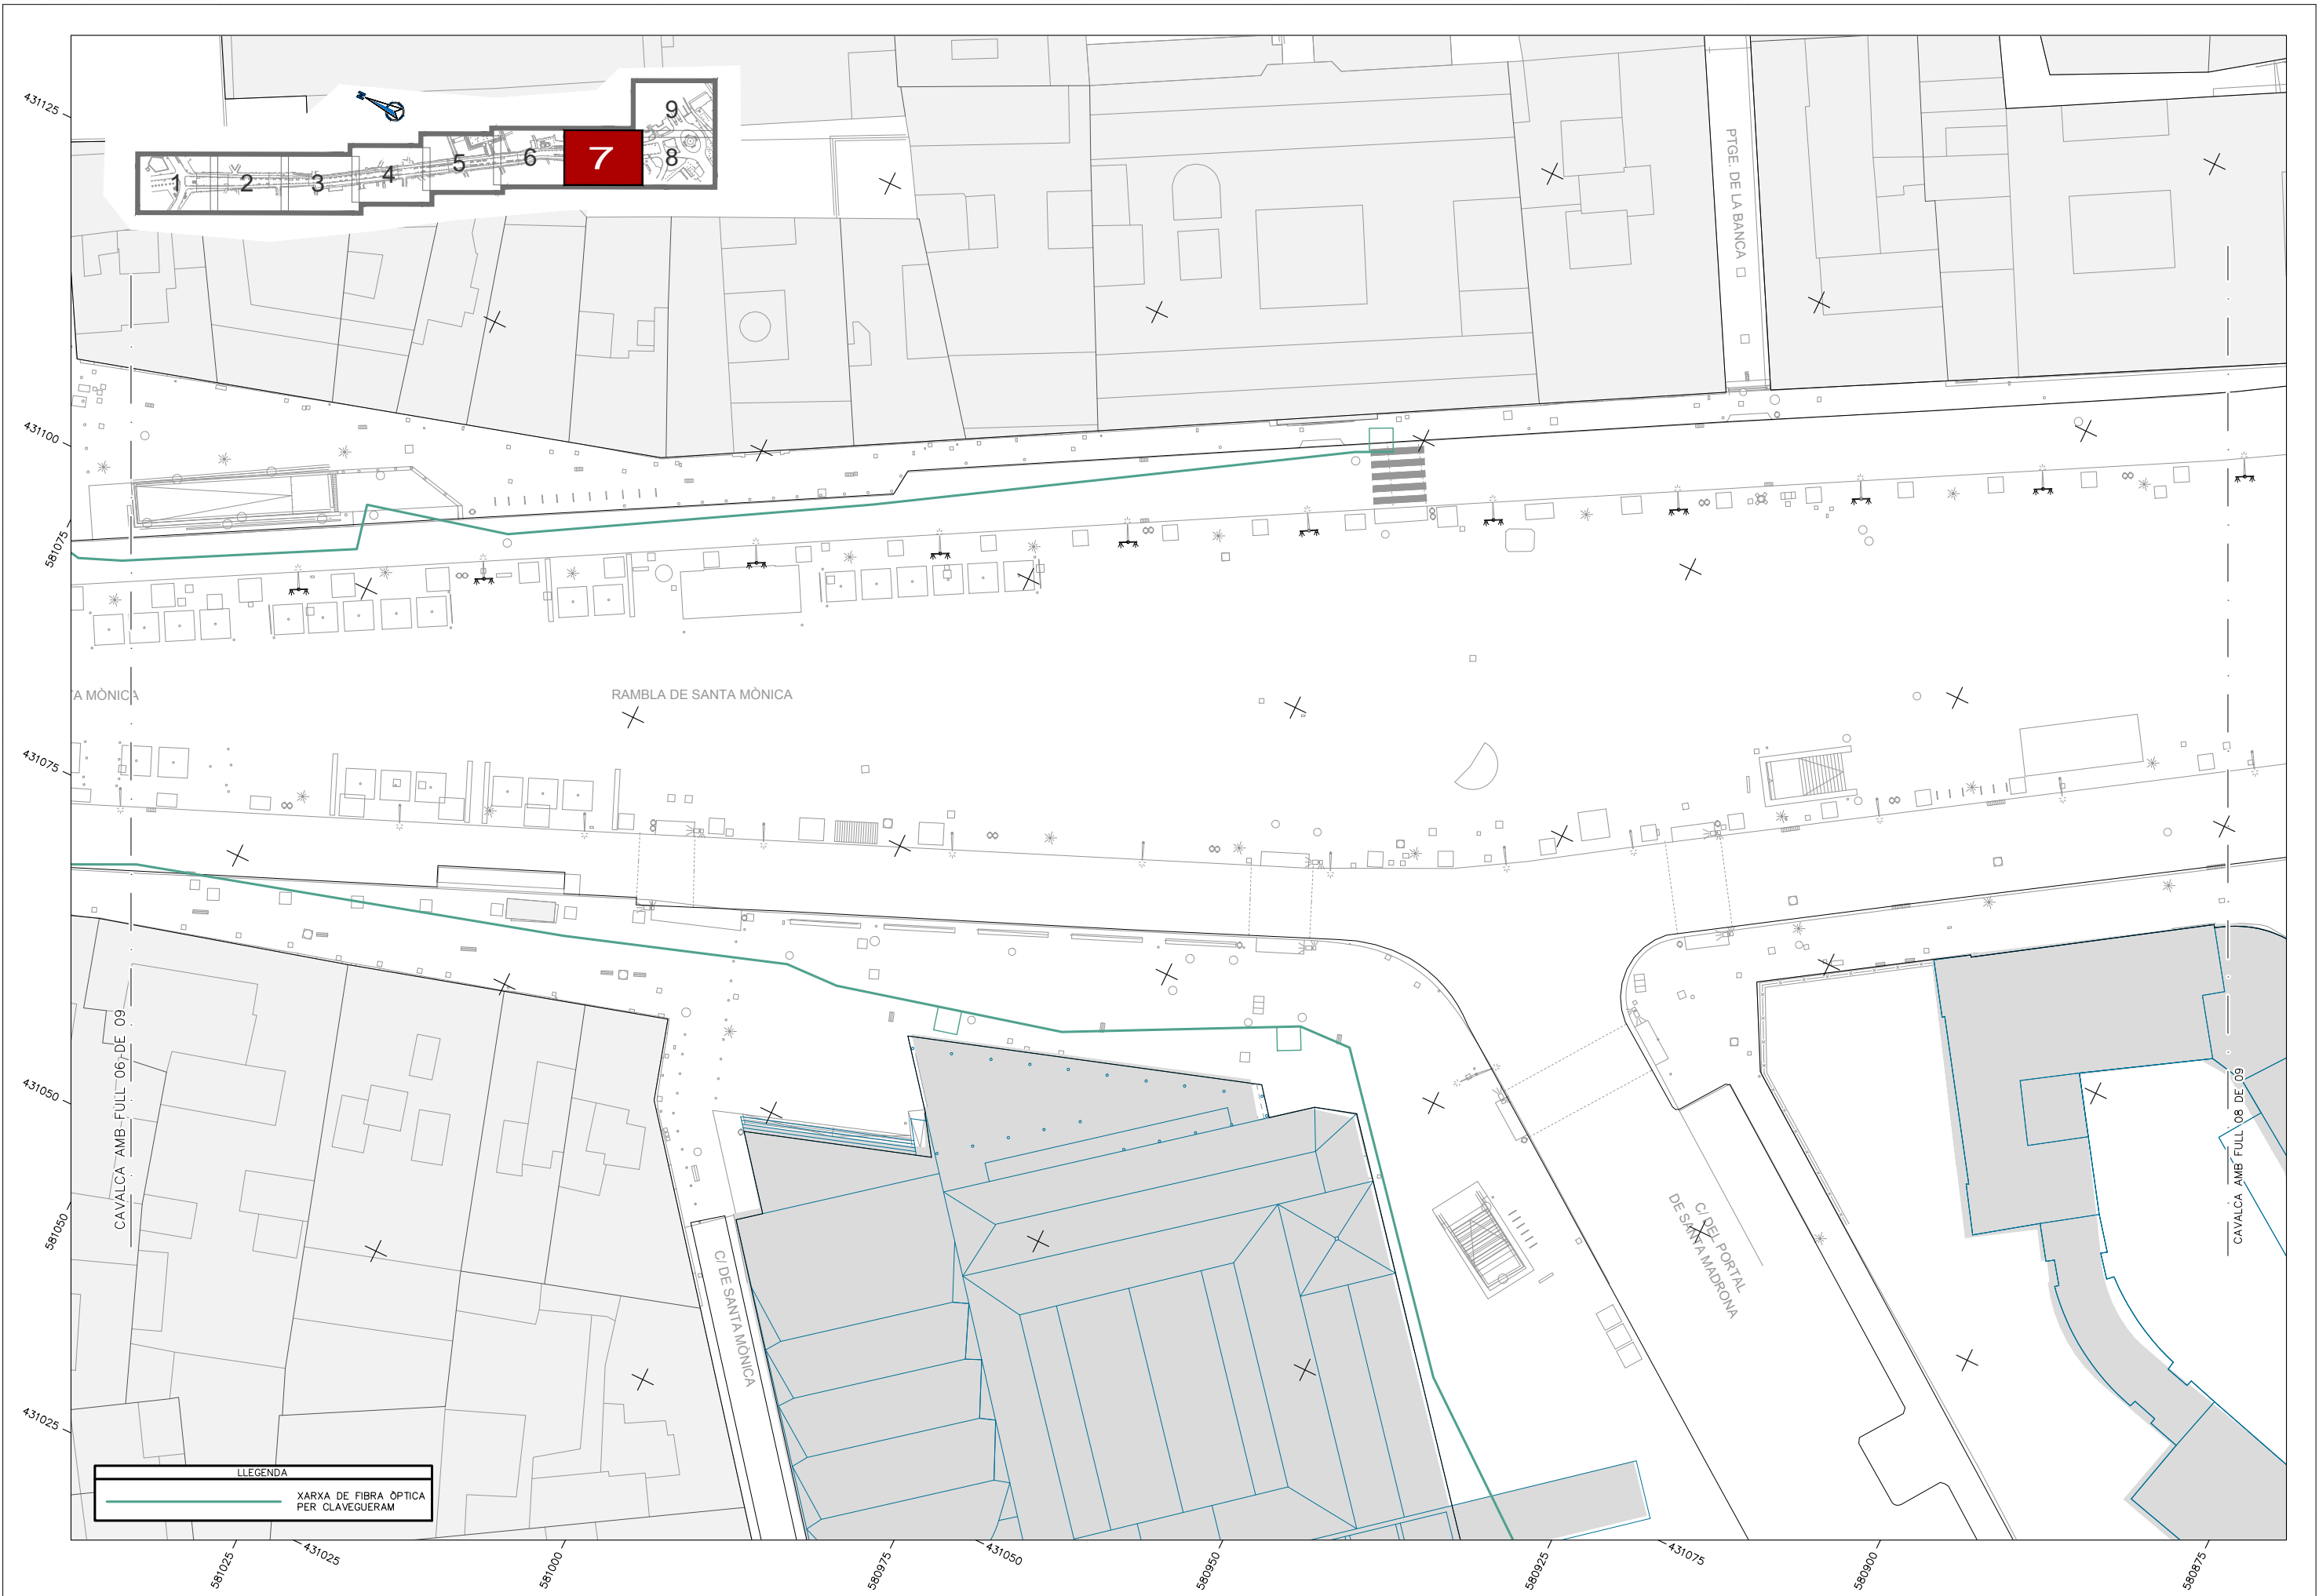 431125
N
9
1
2
3
4
5
6
7
8
PTGE. DE LA BANCA
431100
581075
TA MÒNICA
RAMBLA DE SANTA MÒNICA
431075
CAVALCA AMB FULL 06 DE 09
431050
581050
C/ DE SANTA MÒNICA
C/ DEL PORTAL
DE SANTA MADRONA
CAVALCA AMB FULL 08 DE 09
431025
LLEGENDA
XARXA DE FIBRA ÒPTICA
PER CLAVEGUERAM
581025
431025
581000
580975
431050
580950
580925
431075
580900
580875